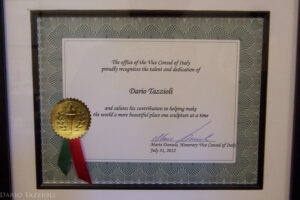 The office of the Vice Consul of Italy
proudly recognizes the talent and dedication of
Dario Tazzioli
and salutes his contribution to helping make
the world a more beautiful place one sculpture at a time
Mario Daniele, Honorary Vice Consul of Italy
July 31, 2012
DARIO TAZZIOLI